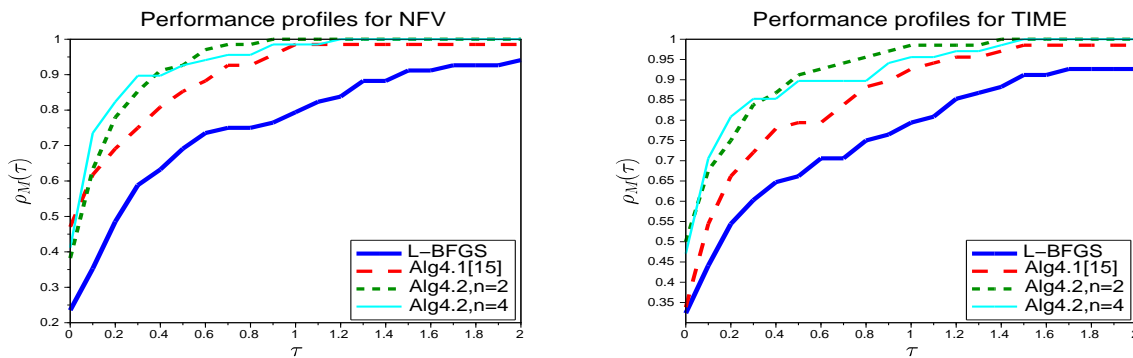 Performance profiles for NFV
1
0.9
0.8
0.7
0.6
0.5
0.4
0.3
0.2
ρM(τ)
0 0.2 0.4 0.6 0.8 1 1.2 1.4 1.6 1.8 2
τ
L−BFGS
Alg4.1[15]
Alg4.2,n=2
Alg4.2,n=4
Performance profiles for TIME
1
0.95
0.9
0.85
0.8
0.75
0.7
0.65
0.6
0.55
0.5
0.45
0.4
0.35
ρM(τ)
0 0.2 0.4 0.6 0.8 1 1.2 1.4 1.6 1.8 2
τ
L−BFGS
Alg4.1[15]
Alg4.2,n=2
Alg4.2,n=4